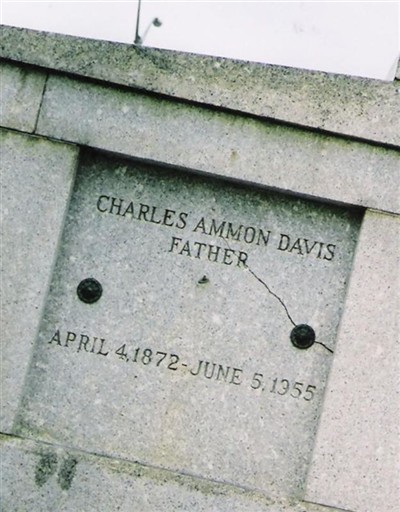 CHARLES AMMON DAVIS
FATHER
APRIL 4, 1872 - JUNE 5, 1955